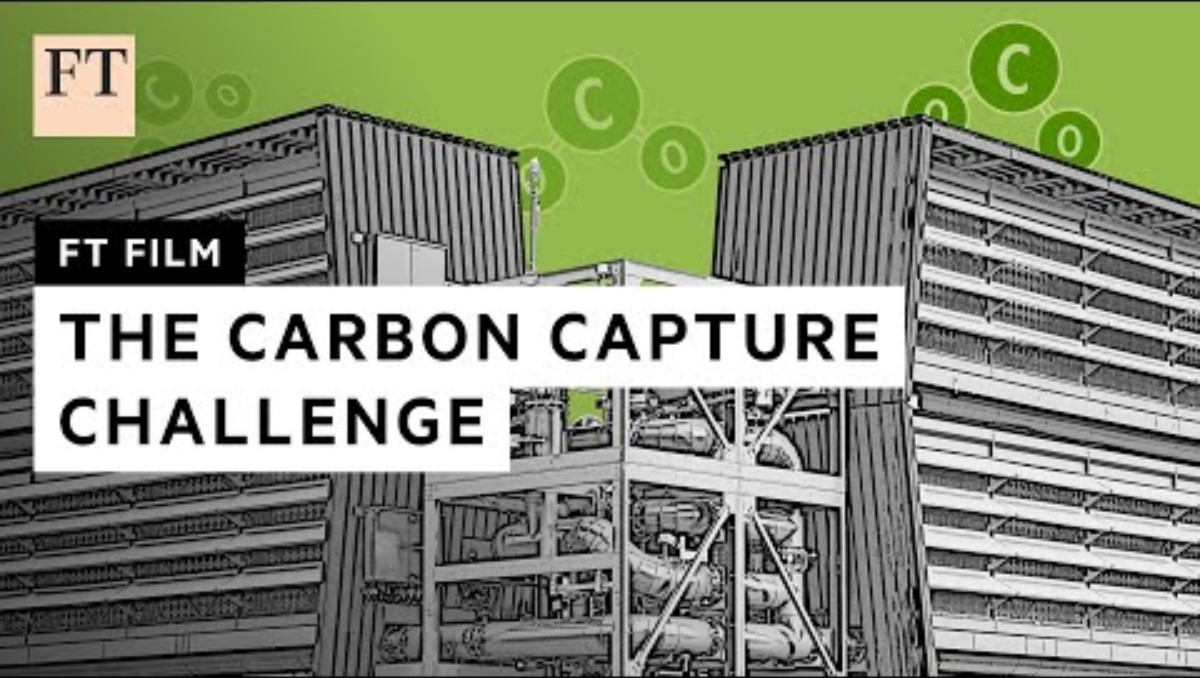 FT
C O
C
O
C
O
O
FT FILM
THE CARBON CAPTURE
CHALLENGE